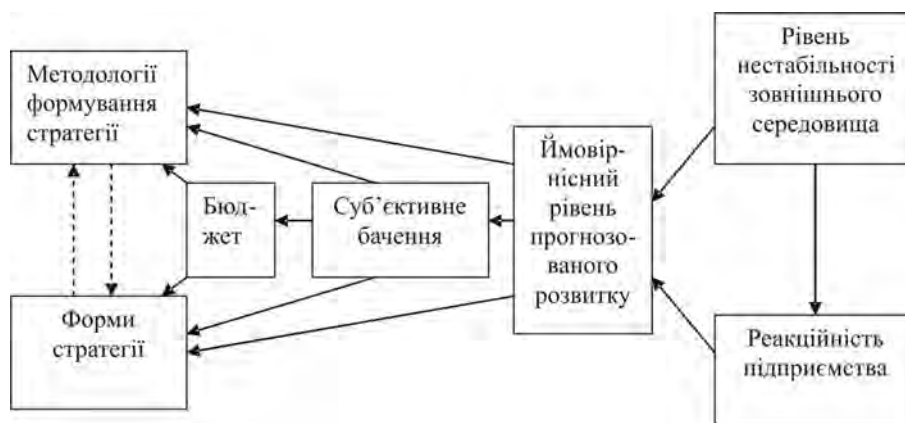 Методології
формування
стратегії
Бюд-
жет
Форми
стратегії
Суб’єктивне
бачення
Ймовір-
нісний
рівень
прогнозо-
ваного
розвитку
Рівень
нестабільності
зовнішнього
середовища
Реакційність
підприємства